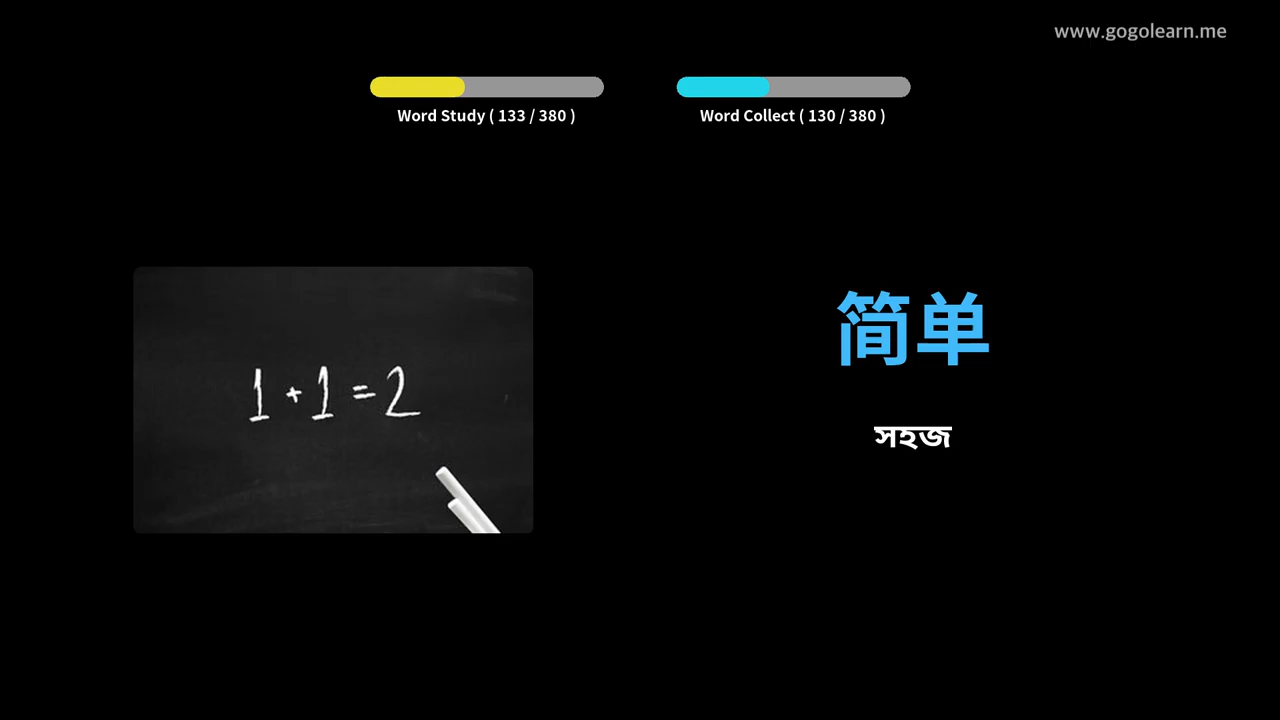 www.gogolearn.me
Word Study ( 133 / 380 )
Word Collect ( 130 / 380 )
简单
সহজ
1 + 1 = 2